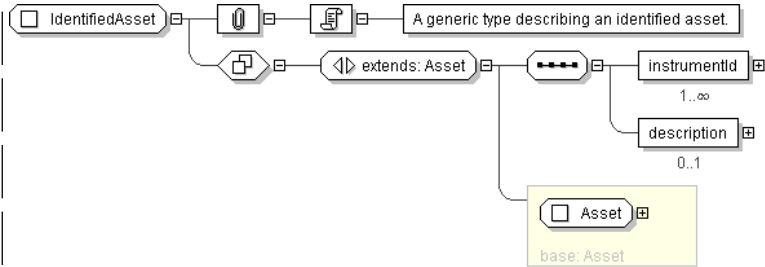 IdentifiedAsset
A generic type describing an identified asset.
extends: Asset
instrumentId
1..∞
description
0..1
Asset
base: Asset